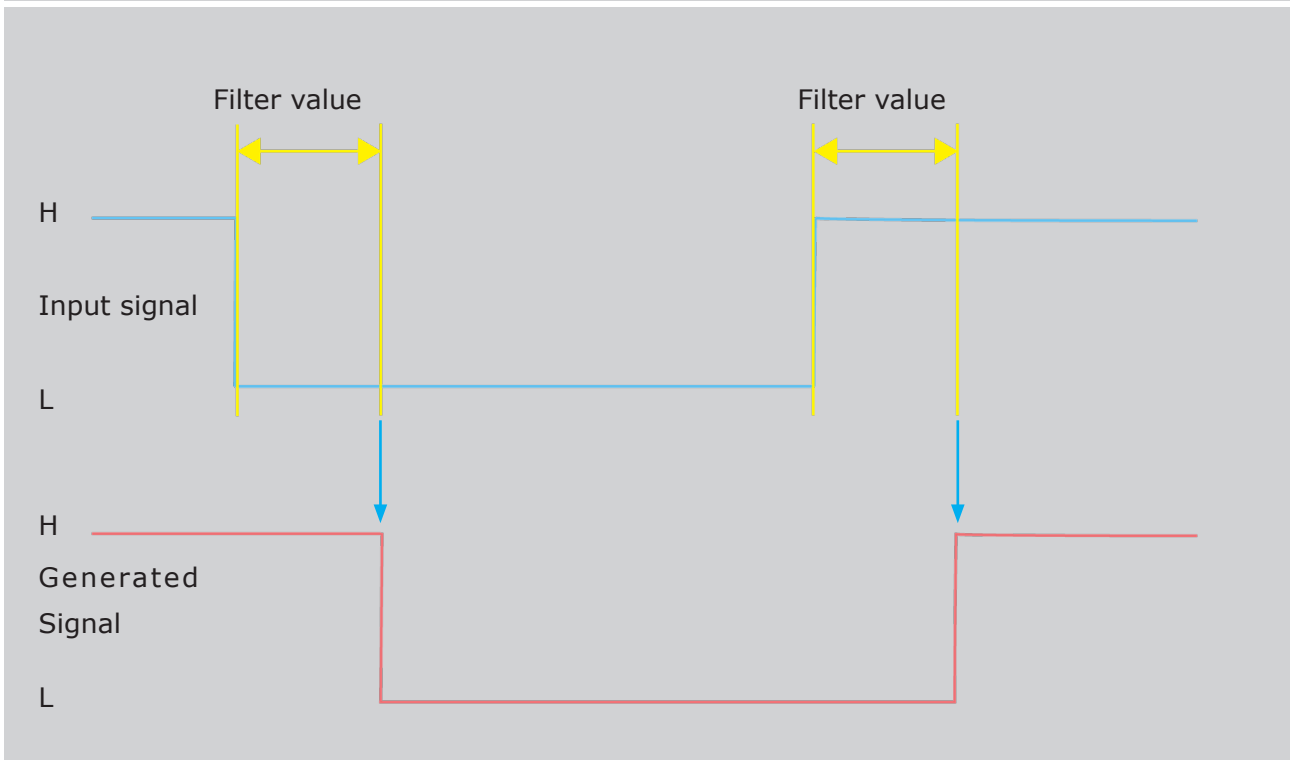 Filter value Filter value
H
Input signal
L
H
Generated
Signal
L